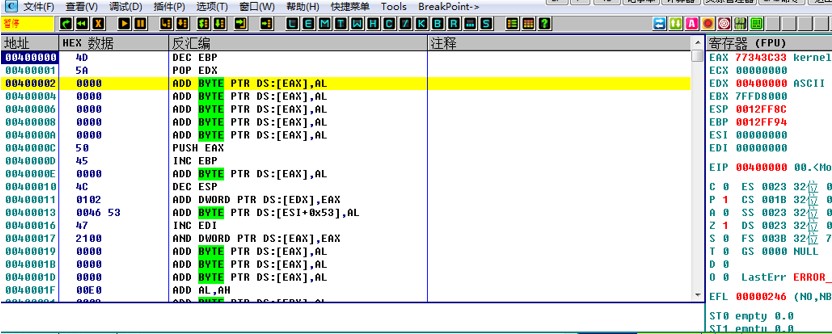 文件(F) 查看(V) 调试(D) 插件(P) 选项(T) 窗口(W) 帮助(H) 快捷菜单 Tools BreakPoint->
暂停 L E M T W H C / K B R ... S
地址 HEX 数据 反汇编 注释 寄存器 (FPU)
00400000 4D DEC EBP
00400001 5A POP EDX
00400002 0000 ADD BYTE PTR DS:[EAX],AL
00400004 0000 ADD BYTE PTR DS:[EAX],AL
00400006 0000 ADD BYTE PTR DS:[EAX],AL
00400008 0000 ADD BYTE PTR DS:[EAX],AL
0040000A 0000 ADD BYTE PTR DS:[EAX],AL
0040000C 50 PUSH EAX
0040000D 45 INC EBP
0040000E 0000 ADD BYTE PTR DS:[EAX],AL
00400010 4C DEC ESP
00400011 0102 ADD DWORD PTR DS:[EDX],EAX
00400013 0046 53 ADD BYTE PTR DS:[ESI+0x53],AL
00400016 47 INC EDI
00400017 2100 AND DWORD PTR DS:[EAX],EAX
00400019 0000 ADD BYTE PTR DS:[EAX],AL
0040001B 0000 ADD BYTE PTR DS:[EAX],AL
0040001D 0000 ADD BYTE PTR DS:[EAX],AL
0040001F 00E0 ADD AL,AH
EAX 77343C33 kernel
ECX 00000000
EDX 00400000 ASCII
EBX 7FFD8000
ESP 0012FF8C
EBP 0012FF94
ESI 00000000
EDI 00000000
EIP 00400000 00.<Mo
C 0 ES 0023 32位
P 1 CS 001B 32位
A 0 SS 0023 32位
Z 1 DS 0023 32位
S 0 FS 003B 32位 7
T 0 GS 0000 NULL
D 0
O 0 LastErr ERROR_
EFL 00000246 (NO,NB
ST0 empty 0.0
ST1 empty 0.0